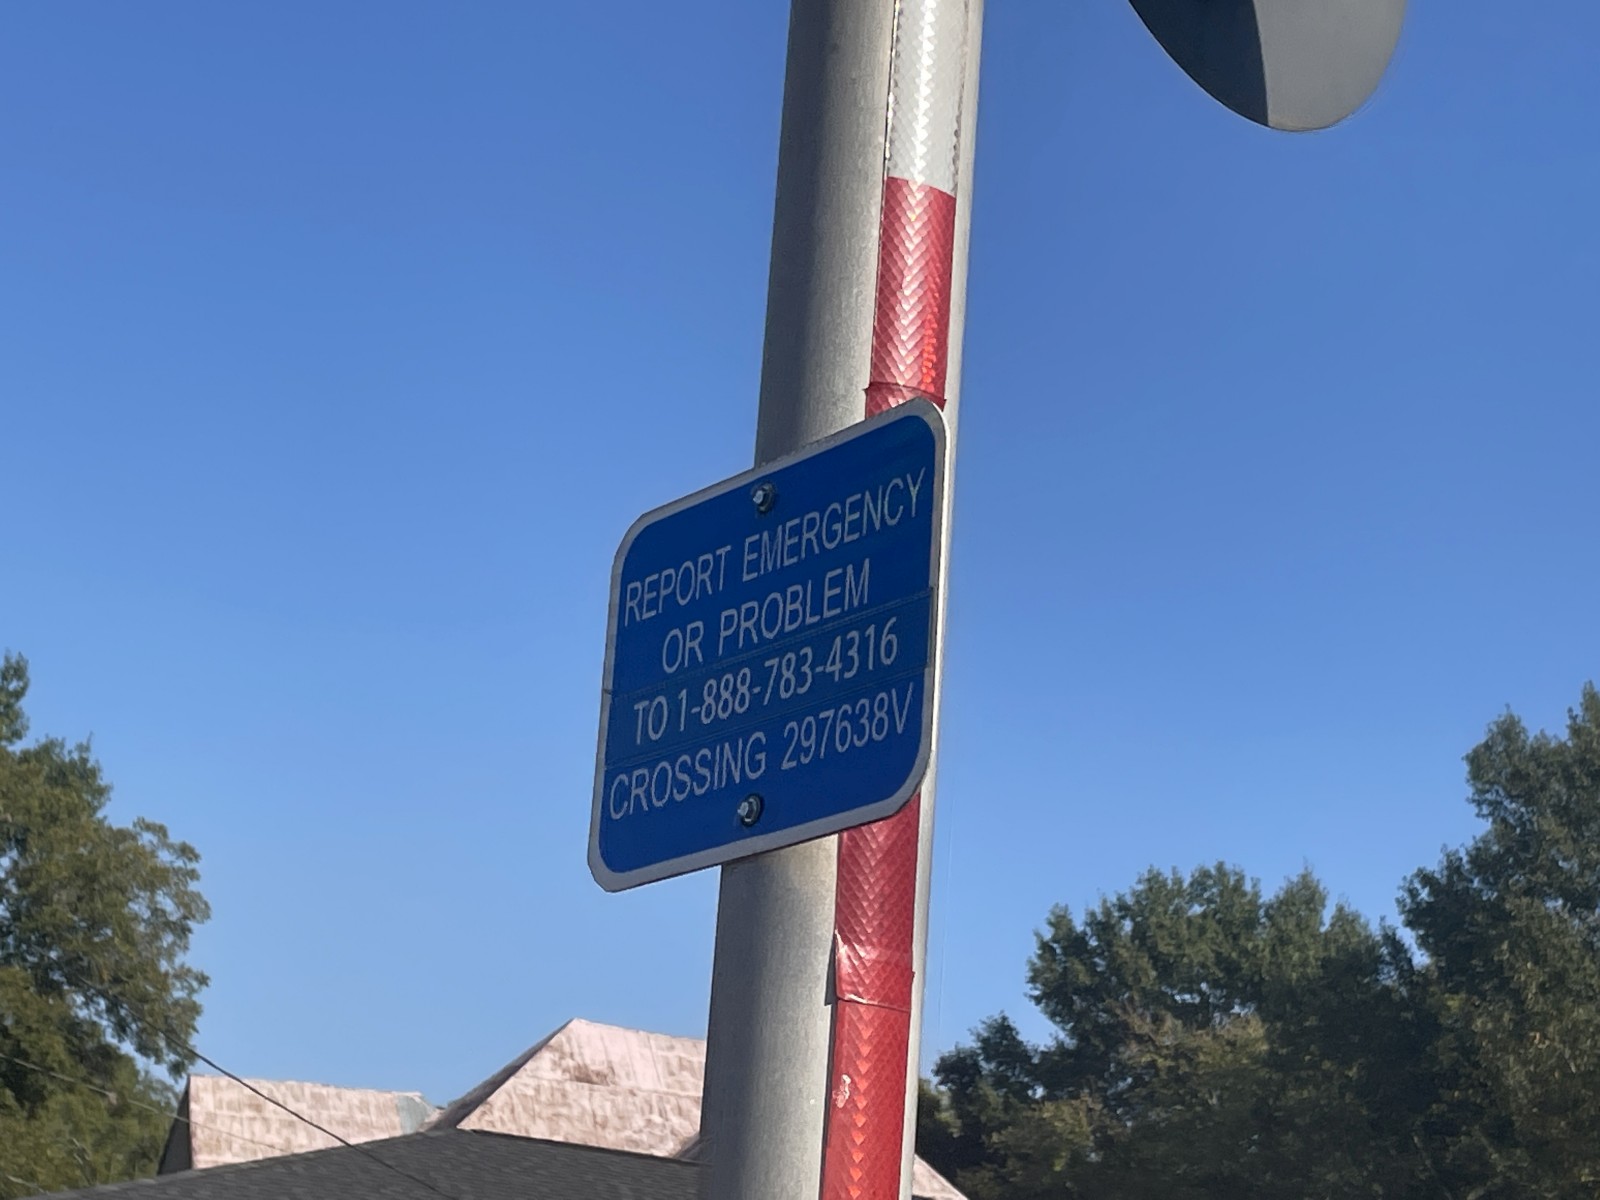 REPORT EMERGENCY
OR PROBLEM
TO 1-888-783-4316
CROSSING 297638V